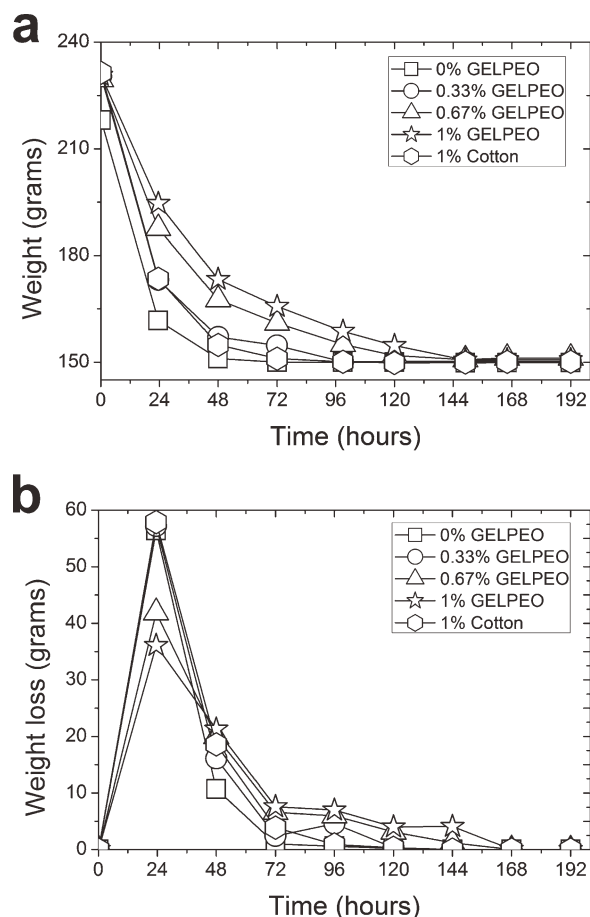 a
240
210
180
150
Weight (grams)
0% GELPEO
0.33% GELPEO
0.67% GELPEO
1% GELPEO
1% Cotton
0 24 48 72 96 120 144 168 192
Time (hours)
b
60
50
40
30
20
10
0
Weight loss (grams)
0% GELPEO
0.33% GELPEO
0.67% GELPEO
1% GELPEO
1% Cotton
0 24 48 72 96 120 144 168 192
Time (hours)